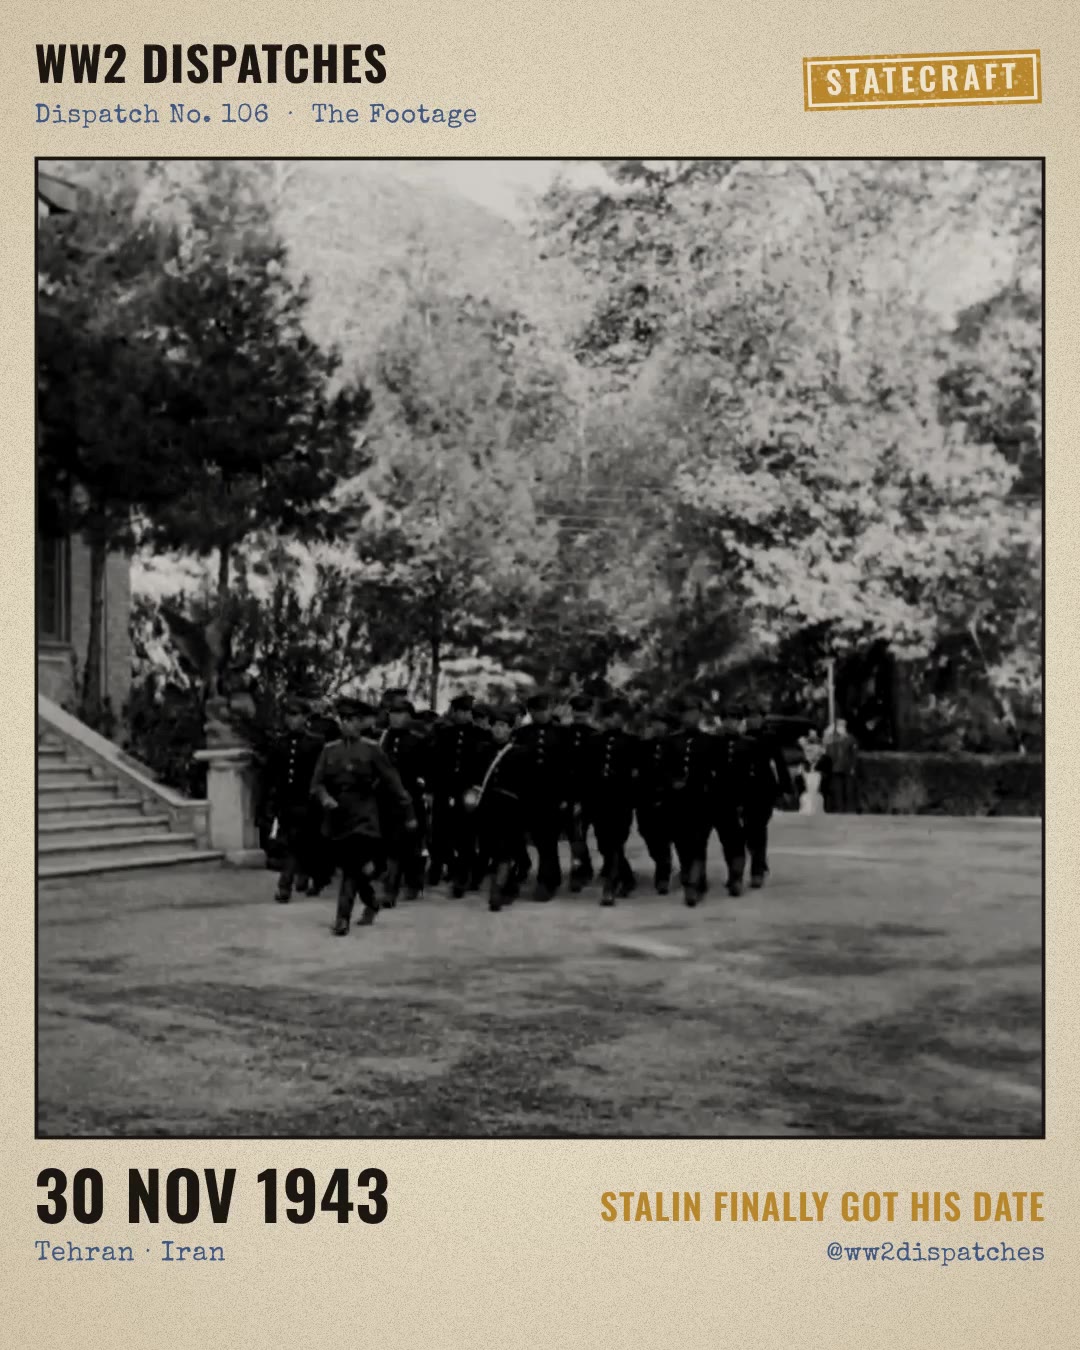 WW2 DISPATCHES
Dispatch No. 106 · The Footage
STATECRAFT
30 NOV 1943
Tehran · Iran
STALIN FINALLY GOT HIS DATE
@ww2dispatches